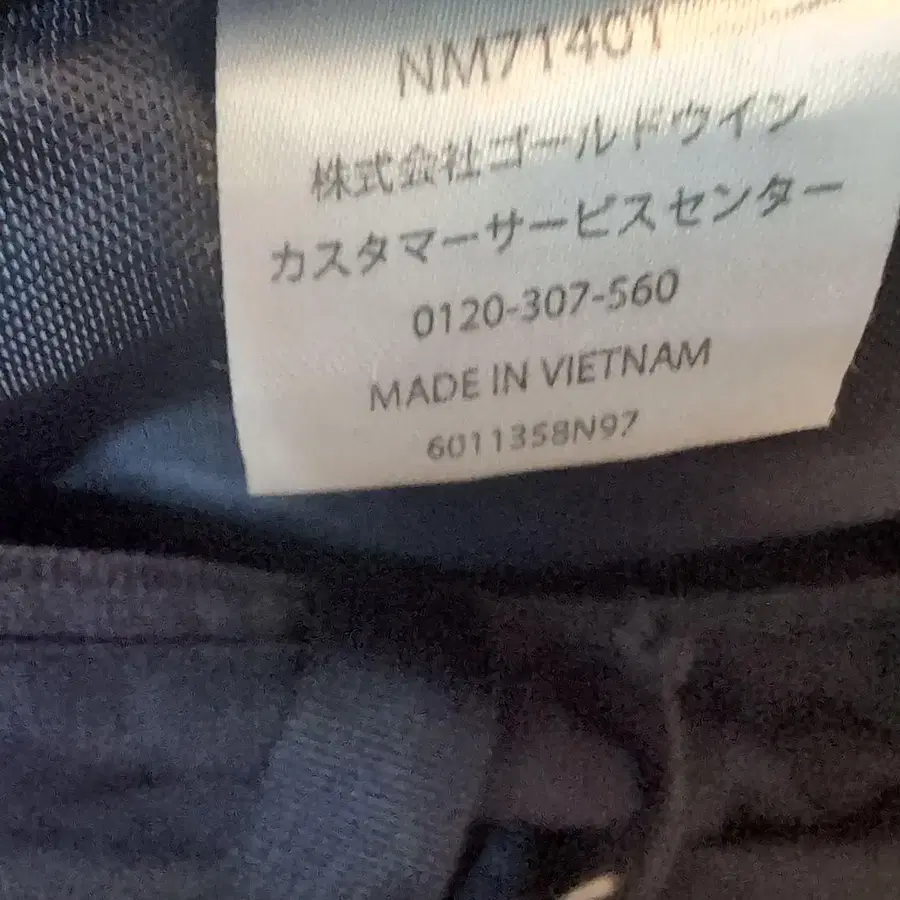 NM71401
株式会社ゴールドウイン
カスタマーサービスセンター
0120-307-560
MADE IN VIETNAM
6011358N97